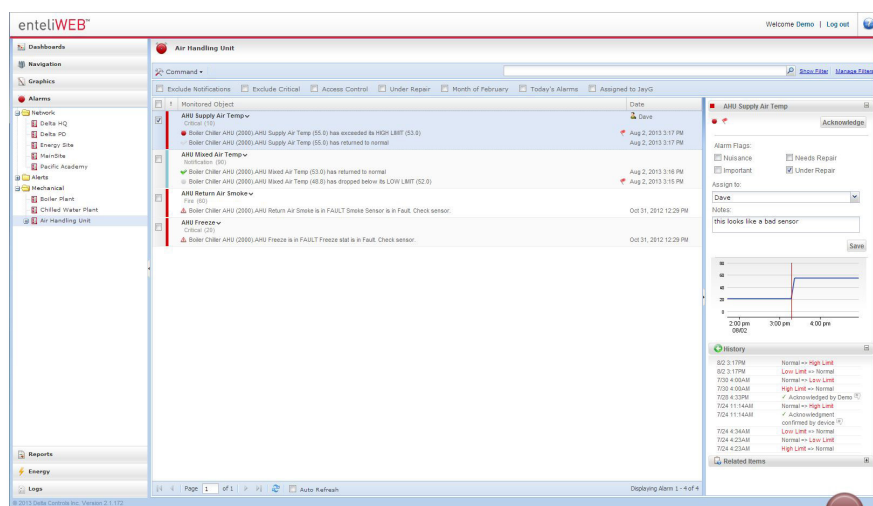 enteliWEB™
Welcome Demo | Log out
Dashboards
Navigation
Graphics
Alarms
Network
Delta HQ
Delta PD
Energy Site
MainSite
Pacific Academy
Alerts
Mechanical
Boiler Plant
Chilled Water Plant
Air Handling Unit
Reports
Energy
Logs
© 2013 Delta Controls Inc. Version 2.1.172
Air Handling Unit
Command
Show Filter Manage Filters
Exclude Notifications Exclude Critical Access Control Under Repair Month of February Today's Alarms Assigned to JayG
! Monitored Object Date
AHU Supply Air Temp Dave
Critical (10)
Boiler Chiller AHU (2000).AHU Supply Air Temp (55.0) has exceeded its HIGH LIMIT (53.0) Aug 2, 2013 3:17 PM
Boiler Chiller AHU (2000).AHU Supply Air Temp (55.0) has returned to normal Aug 2, 2013 3:17 PM
AHU Mixed Air Temp
Notification (90)
Boiler Chiller AHU (2000).AHU Mixed Air Temp (53.0) has returned to normal Aug 2, 2013 3:16 PM
Boiler Chiller AHU (2000).AHU Mixed Air Temp (48.8) has dropped below its LOW LIMIT (52.0) Aug 2, 2013 3:15 PM
AHU Return Air Smoke
Fire (80)
Boiler Chiller AHU (2000).AHU Return Air Smoke is in FAULT Smoke Sensor is in Fault. Check sensor. Oct 31, 2012 12:29 PM
AHU Freeze
Critical (20)
Boiler Chiller AHU (2000).AHU Freeze is in FAULT Freeze stat is in Fault. Check sensor. Oct 31, 2012 12:29 PM
Page 1 of 1 Auto Refresh Displaying Alarm 1 - 4 of 4
AHU Supply Air Temp
Acknowledge
Alarm Flags:
Nuisance Needs Repair
Important Under Repair
Assign to:
Dave
Notes:
this looks like a bad sensor
Save
80
60
40
20
0
2:00 pm 3:00 pm 4:00 pm
08/02
History
8/2 3:17PM Normal => High Limit
8/2 3:17PM Low Limit => Normal
7/30 4:00AM Normal => Low Limit
7/30 4:00AM High Limit => Normal
7/26 4:33PM ✓ Acknowledged by Demo
7/24 11:14AM Normal => High Limit
7/24 11:14AM ✓ Acknowledgment
confirmed by device
7/24 4:34AM Low Limit => Normal
7/24 4:23AM Normal => Low Limit
7/24 4:23AM High Limit => Normal
Related Items